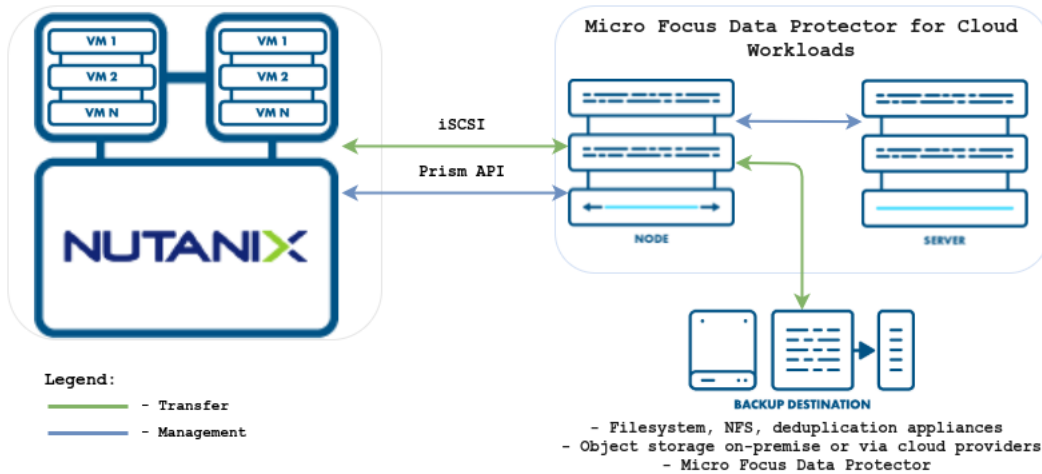 Micro Focus Data Protector for Cloud
Workloads
VM 1
VM 1
VM 2
VM 2
VM N
VM N
iSCSI
Prism API
NUTANIX
NODE
SERVER
Legend:
- Transfer
- Management
BACKUP DESTINATION
- Filesystem, NFS, deduplication appliances
- Object storage on-premise or via cloud providers
- Micro Focus Data Protector